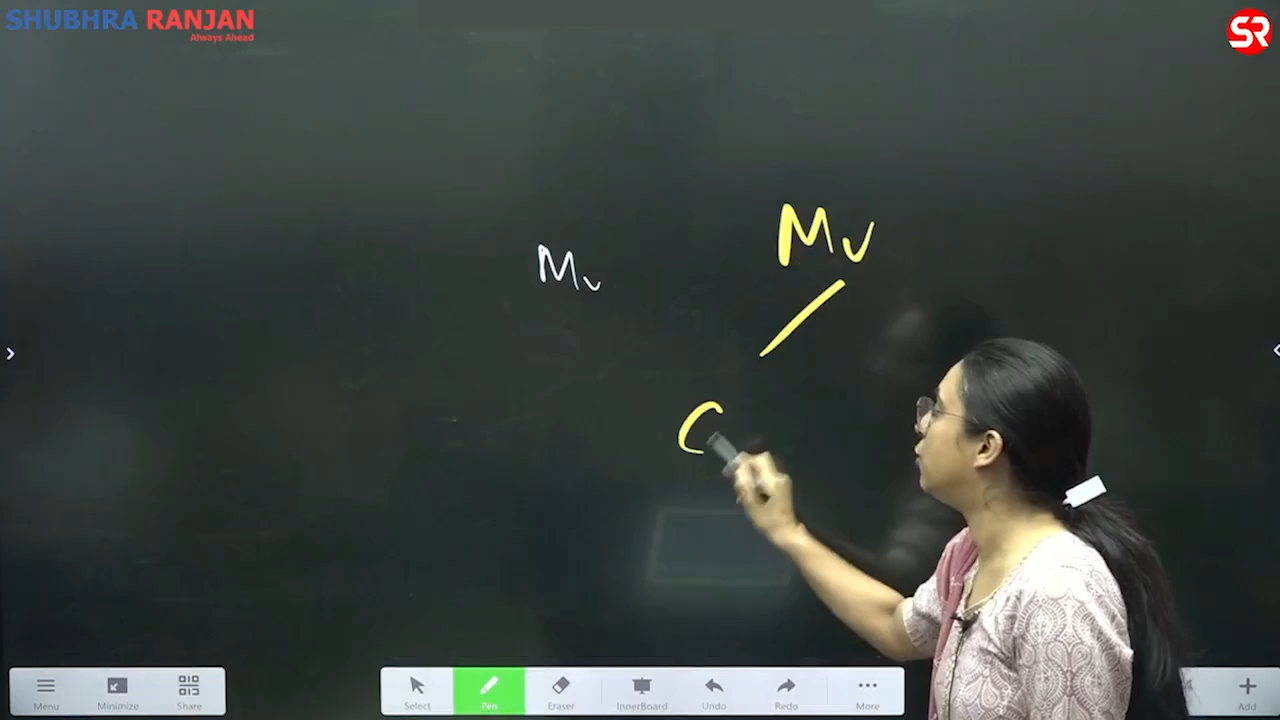 SHUBHRA RANJAN
Always Ahead
SR
Mv
Mv
C
Menu
Minimize
Share
Select
Pen
Eraser
InnerBoard
Undo
Redo
More
Add